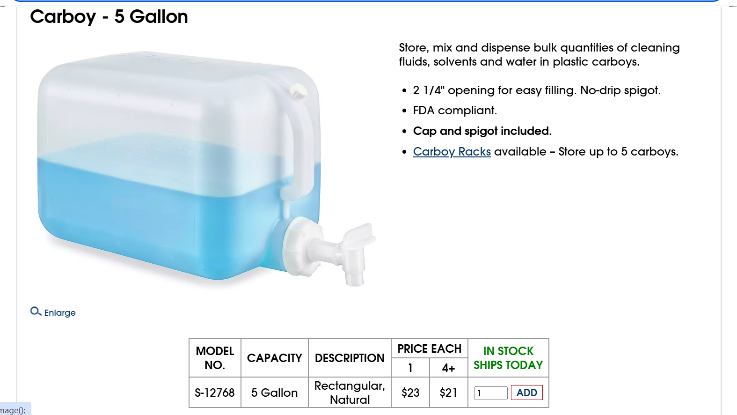 Carboy - 5 Gallon
Store, mix and dispense bulk quantities of cleaning
fluids, solvents and water in plastic carboys.
• 2 1/4" opening for easy filling. No-drip spigot.
• FDA compliant.
• Cap and spigot included.
• Carboy Racks available – Store up to 5 carboys.
Enlarge
MODEL NO. CAPACITY DESCRIPTION PRICE EACH 1 4+ IN STOCK SHIPS TODAY
S-12768 5 Gallon Rectangular, Natural $23 $21 1 ADD
mage();